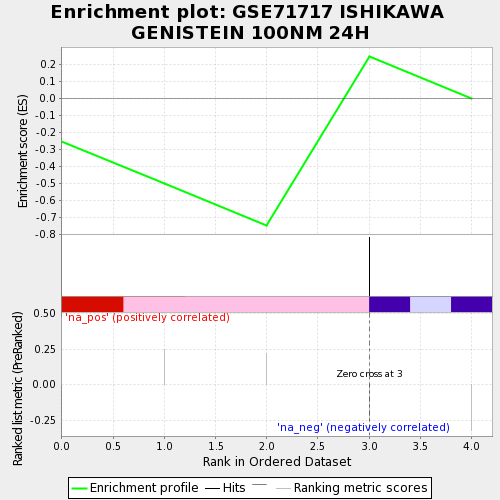 Enrichment plot: GSE71717 ISHIKAWA
GENISTEIN 100NM 24H
Enrichment score (ES)
0.2
0.1
0.0
-0.1
-0.2
-0.3
-0.4
-0.5
-0.6
-0.7
-0.8
'na_pos' (positively correlated)
Ranked list metric (PreRanked)
0.50
0.25
0.00
-0.25
Zero cross at 3
'na_neg' (negatively correlated)
0.0 0.5 1.0 1.5 2.0 2.5 3.0 3.5 4.0
Rank in Ordered Dataset
Enrichment profile Hits Ranking metric scores